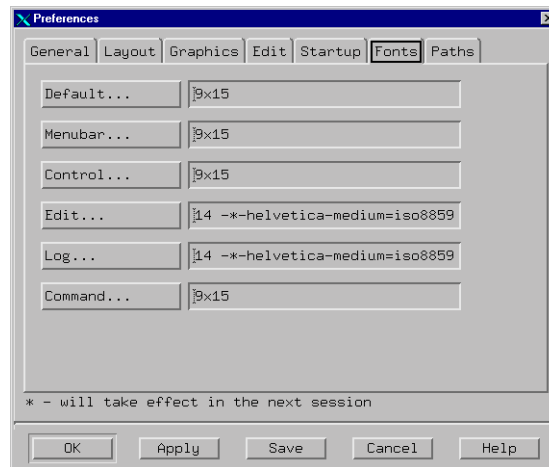 Preferences
General Layout Graphics Edit Startup Fonts Paths
Default... 9x15
Menubar... 9x15
Control... 9x15
Edit... 14 -*-helvetica-medium=iso8859
Log... 14 -*-helvetica-medium=iso8859
Command... 9x15
* - will take effect in the next session
OK Apply Save Cancel Help